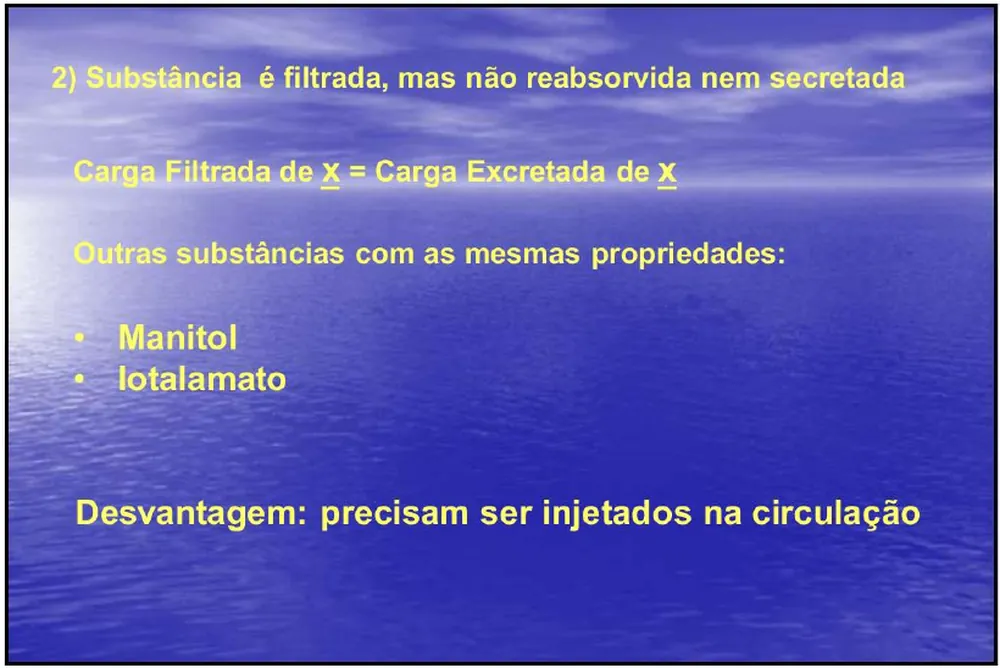 2) Substância é filtrada, mas não reabsorvida nem secretada
Carga Filtrada de x = Carga Excretada de x
Outras substâncias com as mesmas propriedades:
• Manitol
• Iotalamato
Desvantagem: precisam ser injetados na circulação